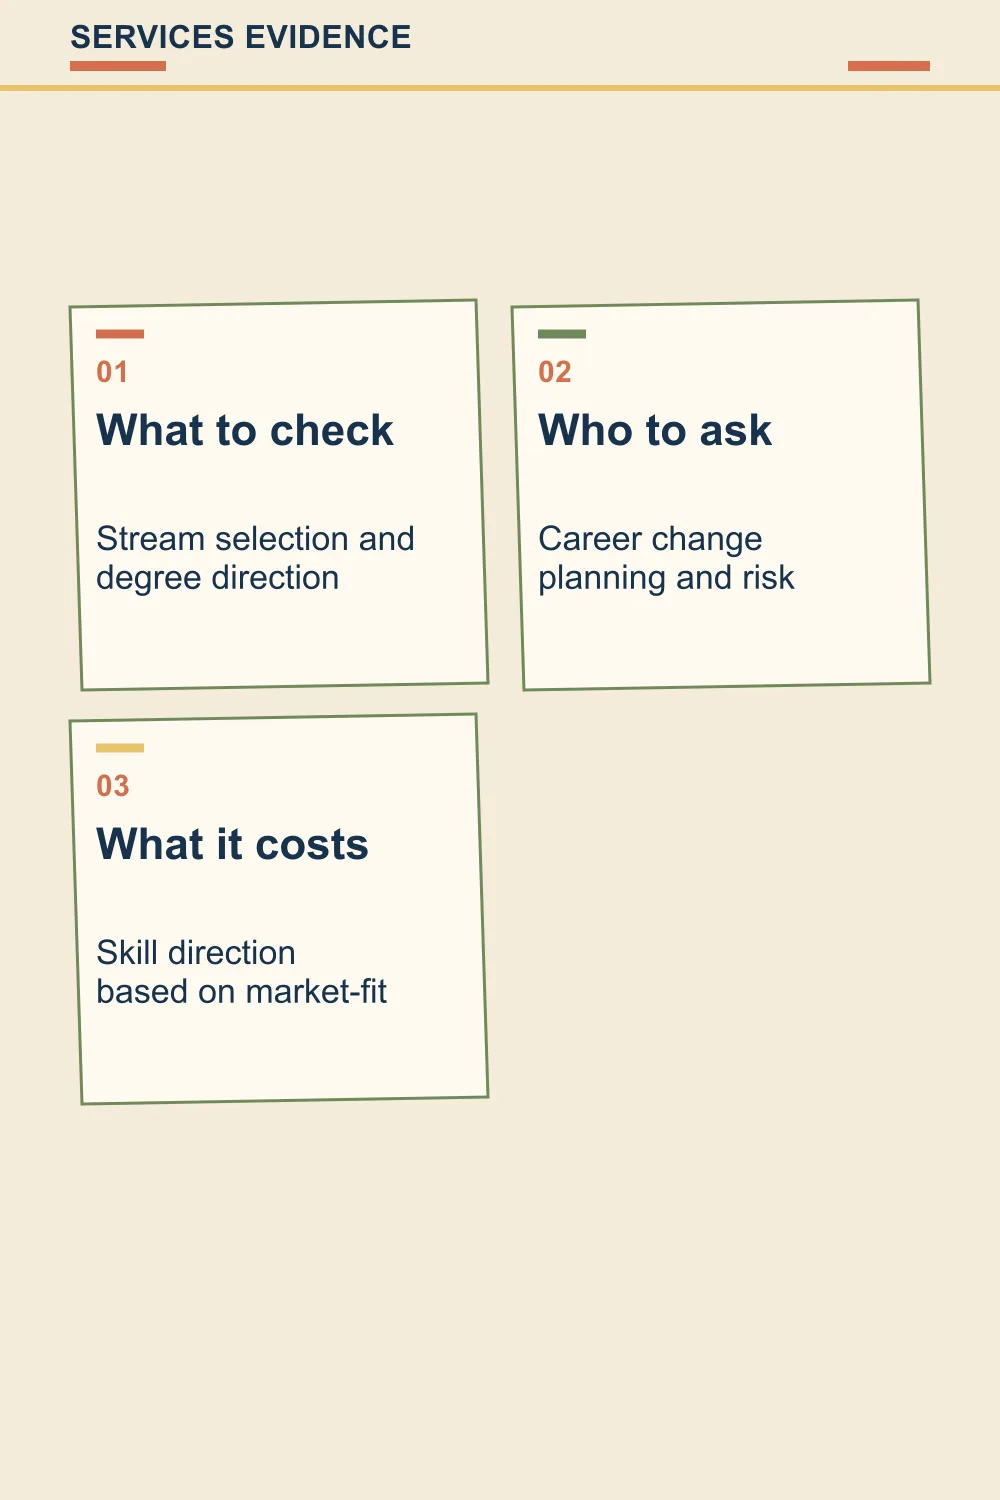 SERVICES EVIDENCE
01
What to check
Stream selection and
degree direction
02
Who to ask
Career change
planning and risk
03
What it costs
Skill direction
based on market-fit